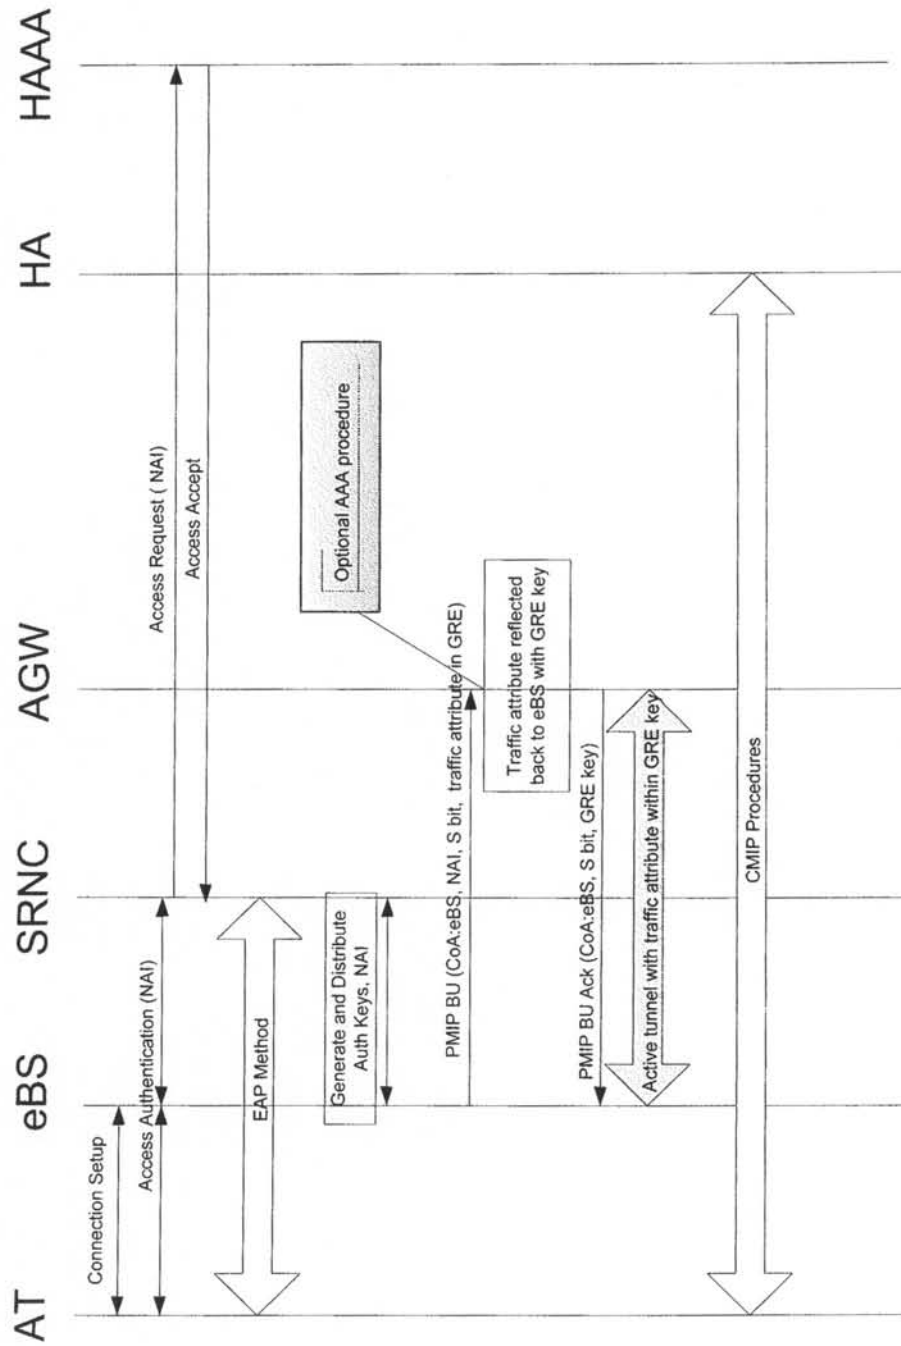 AT
eBS
SRNC
AGW
HA
HAAA
Connection Setup
Access Authentication (NAI)
Access Request ( NAI)
Access Accept
EAP Method
Generate and Distribute
Auth Keys, NAI
Optional AAA procedure
PMIP BU (CoA:eBS, NAI, S bit, traffic attribute in GRE)
Traffic attribute reflected
back to eBS with GRE key
PMIP BU Ack (CoA:eBS, S bit, GRE key)
Active tunnel with traffic attribute within GRE key
CMIP Procedures